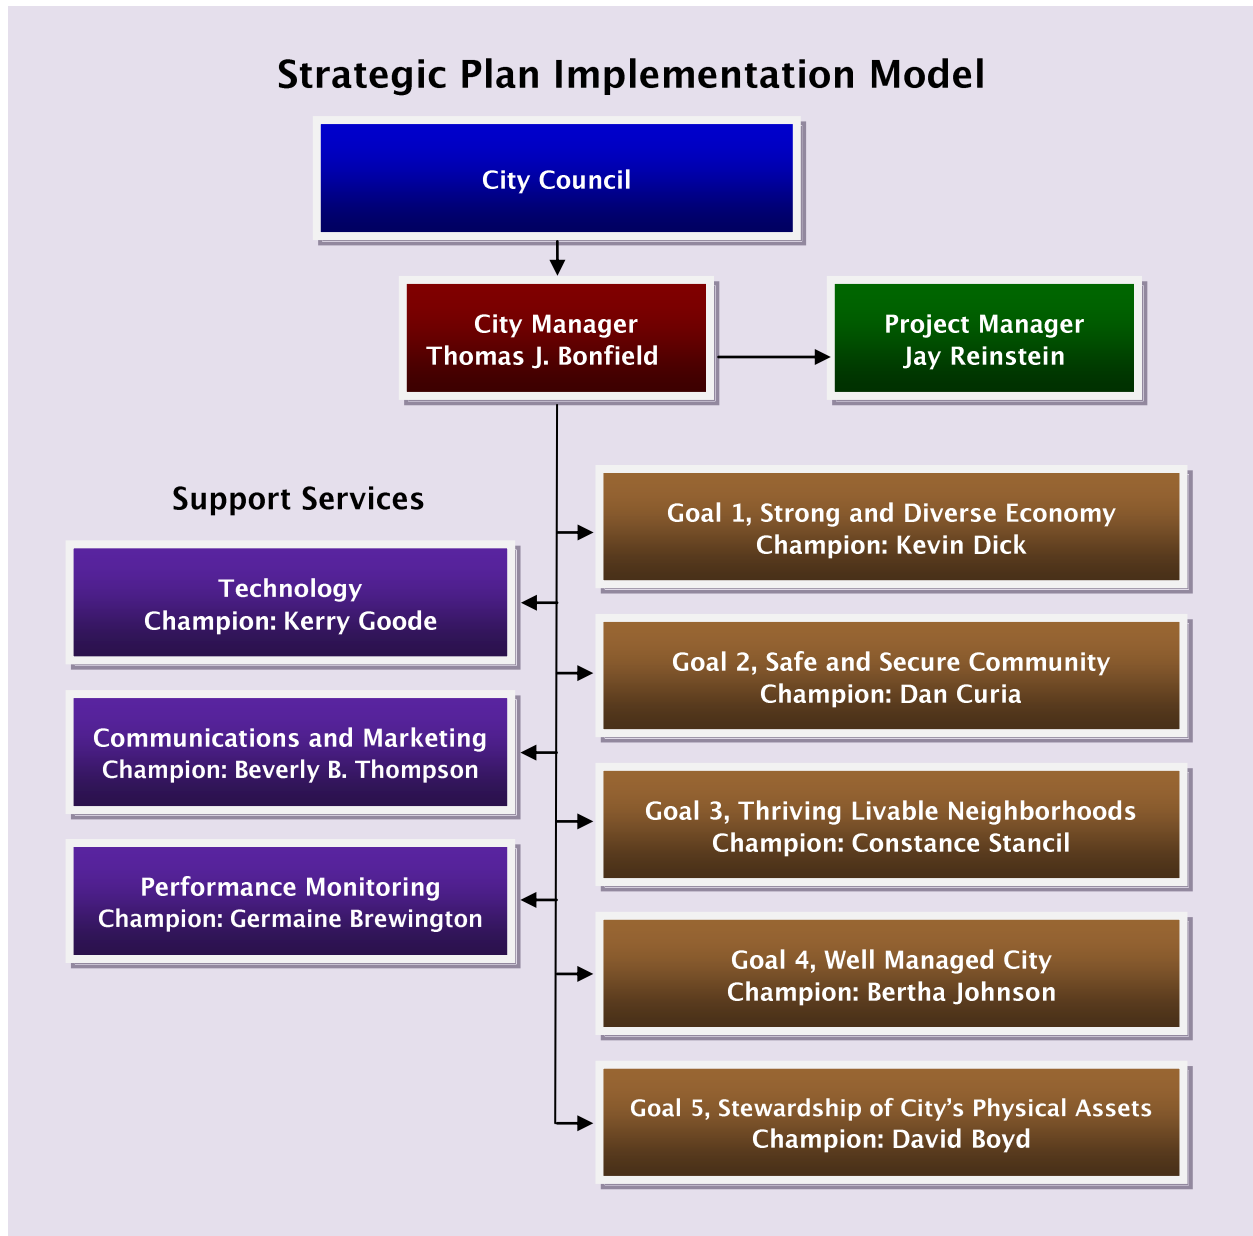 Strategic Plan Implementation Model
City Council
City Manager
Thomas J. Bonfield
Project Manager
Jay Reinstein
Support Services
Technology
Champion: Kerry Goode
Communications and Marketing
Champion: Beverly B. Thompson
Performance Monitoring
Champion: Germaine Brewington
Goal 1, Strong and Diverse Economy
Champion: Kevin Dick
Goal 2, Safe and Secure Community
Champion: Dan Curia
Goal 3, Thriving Livable Neighborhoods
Champion: Constance Stancil
Goal 4, Well Managed City
Champion: Bertha Johnson
Goal 5, Stewardship of City’s Physical Assets
Champion: David Boyd